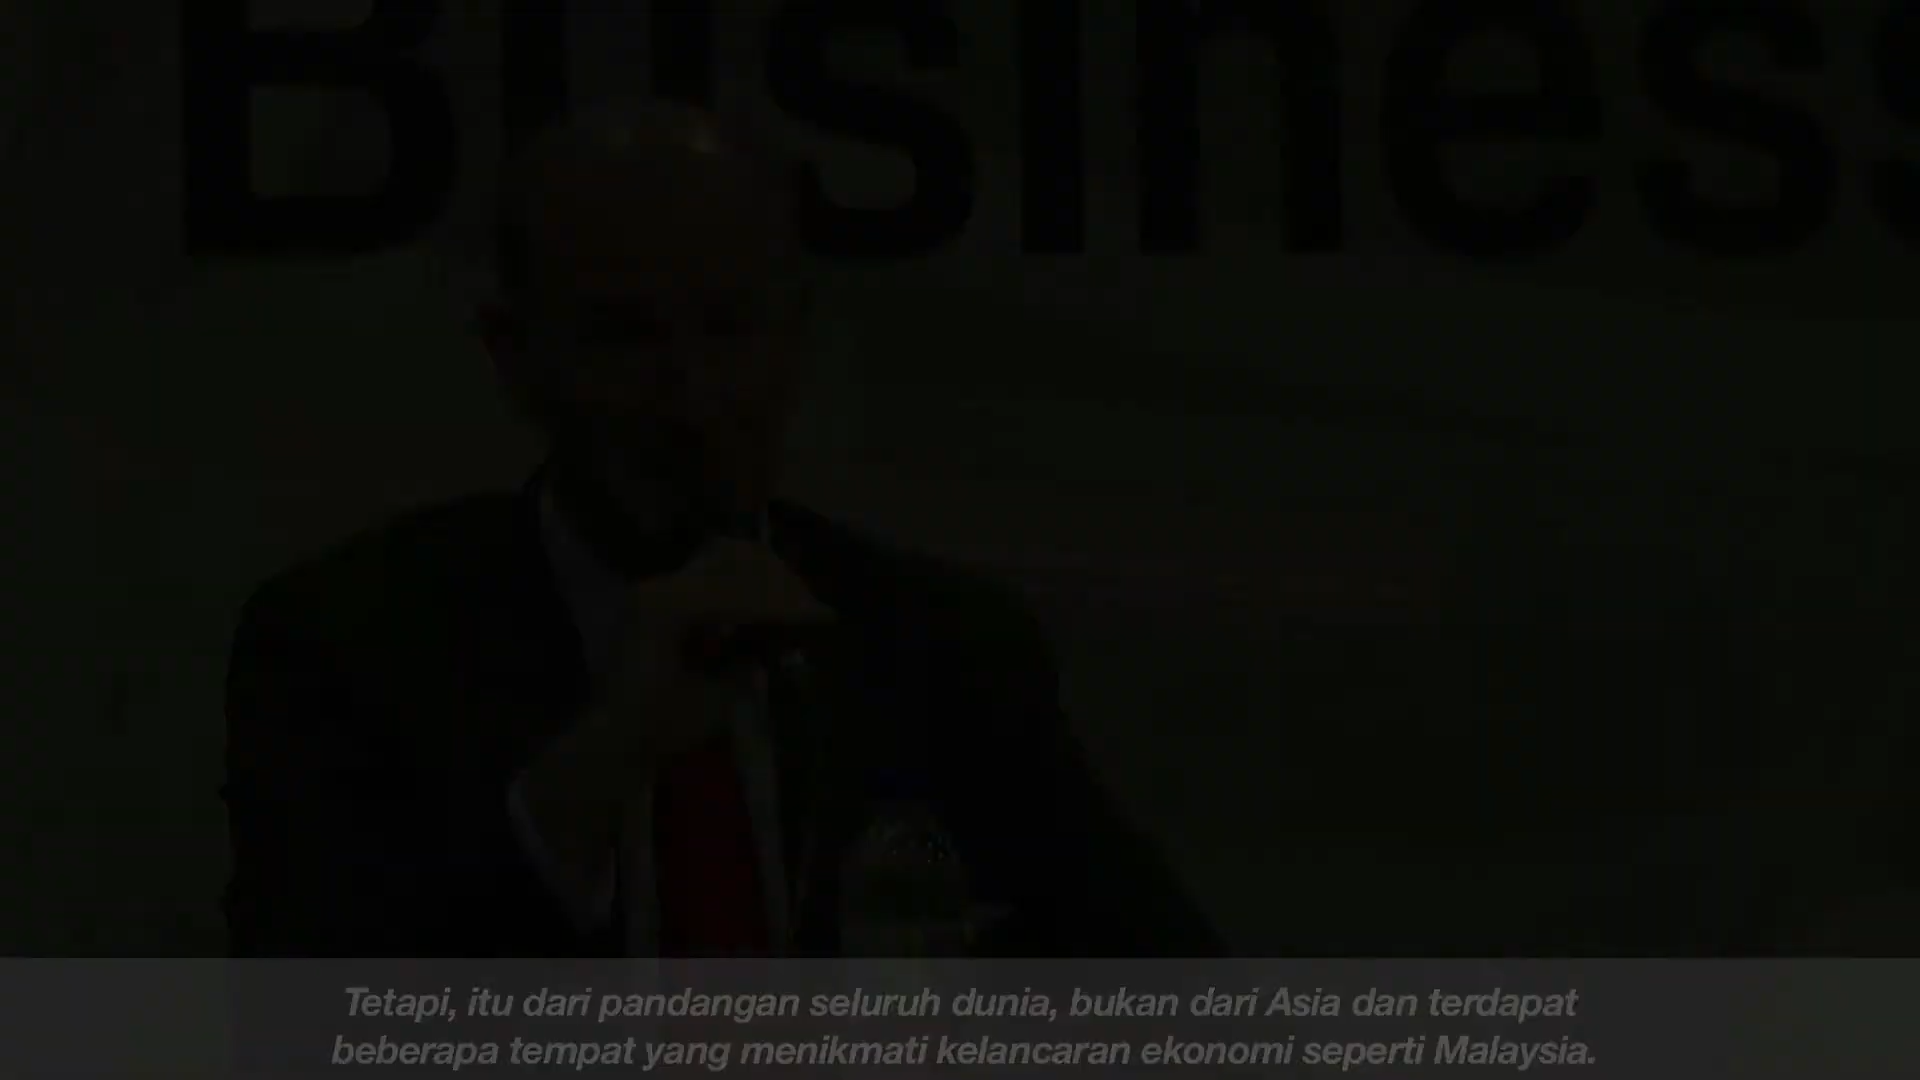 Business
Tetapi, itu dari pandangan seluruh dunia, bukan dari Asia dan terdapat
beberapa tempat yang menikmati kelancaran ekonomi seperti Malaysia.